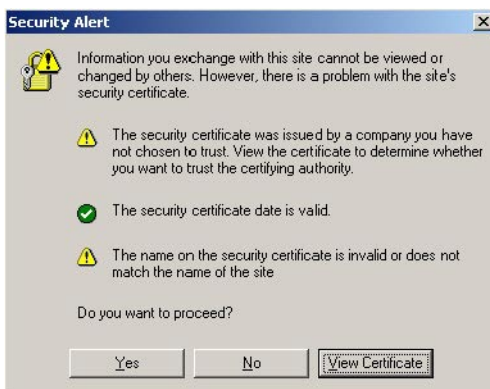 Security Alert
Information you exchange with this site cannot be viewed or
changed by others. However, there is a problem with the site's
security certificate.
The security certificate was issued by a company you have
not chosen to trust. View the certificate to determine whether
you want to trust the certifying authority.
The security certificate date is valid.
The name on the security certificate is invalid or does not
match the name of the site
Do you want to proceed?
Yes No View Certificate